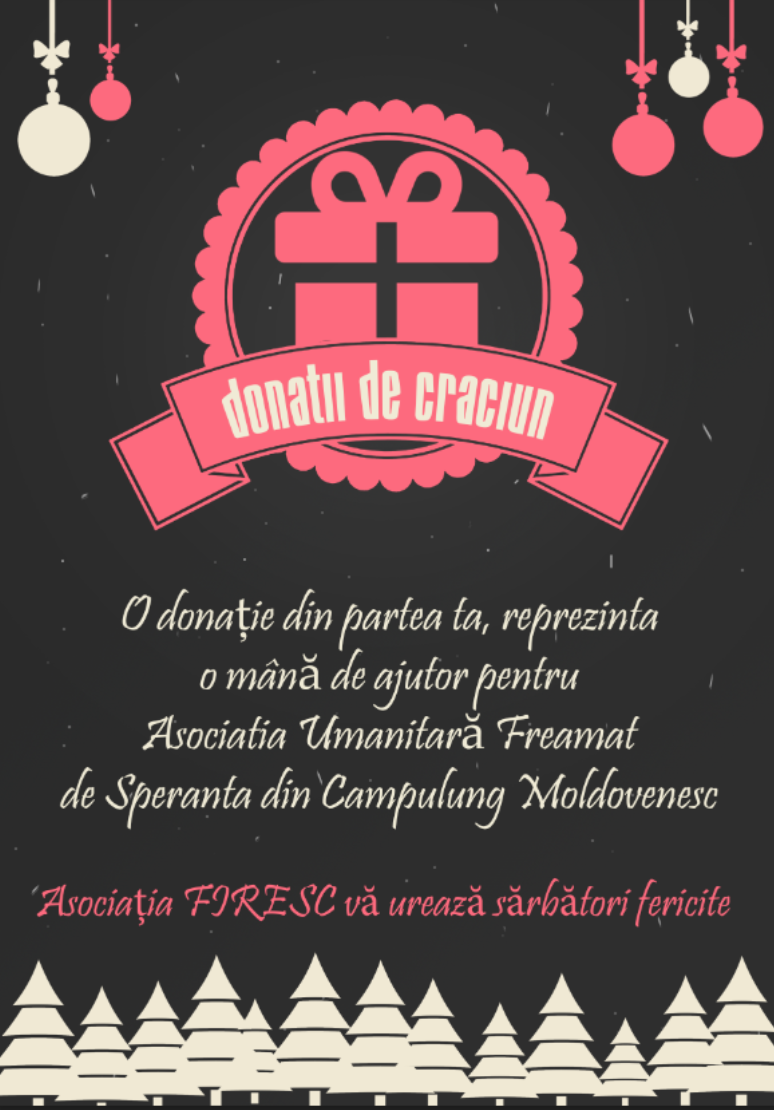 donatii de craciun
O donație din partea ta, reprezinta
o mână de ajutor pentru
Asociatia Umanitară Freamat
de Speranta din Campulung Moldovenesc
Asociația FIRESC vă urează sărbători fericite